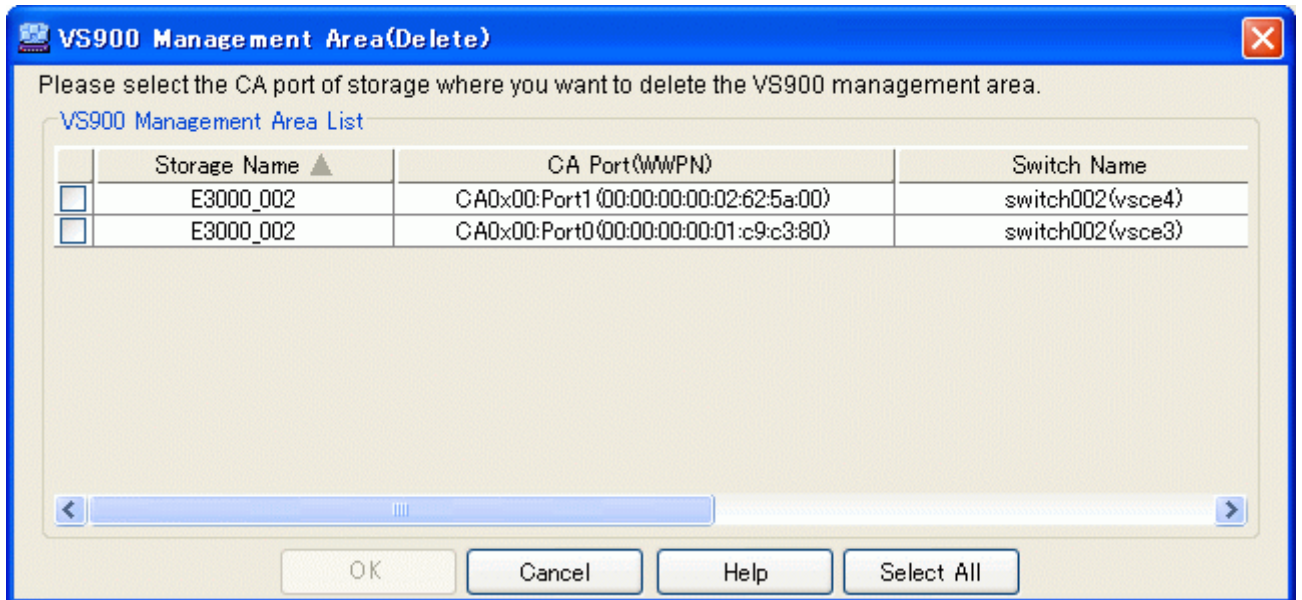 VS900 Management Area(Delete)
Please select the CA port of storage where you want to delete the VS900 management area.
VS900 Management Area List
Storage Name CA Port(WWPN) Switch Name
E3000_002 CA0x00:Port1(00:00:00:00:02:62:5a:00) switch002(vsce4)
E3000_002 CA0x00:Port0(00:00:00:00:01:c9:c3:80) switch002(vsce3)
OK Cancel Help Select All